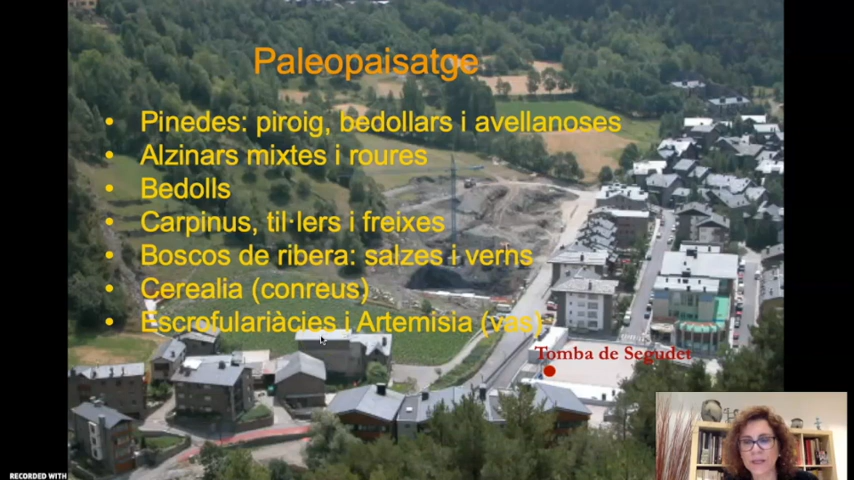 Paleopaisatge
• Pinedes: piroig, bedollars i avellanoses
• Alzinars mixtes i roures
• Bedolls
• Carpinus, til·lers i freixes
• Boscos de ribera: salzes i verns
• Cerealia (conreus)
• Escrofulariàcies i Artemisia (vas)
Tomba de Segudet
RECORDED WITH